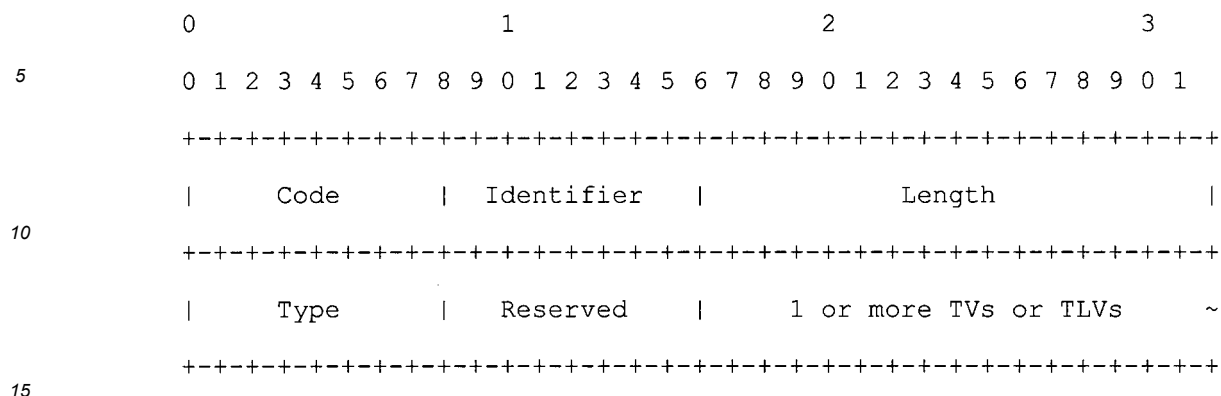 0 1 2 3
5 0 1 2 3 4 5 6 7 8 9 0 1 2 3 4 5 6 7 8 9 0 1 2 3 4 5 6 7 8 9 0 1
+-+-+-+-+-+-+-+-+-+-+-+-+-+-+-+-+-+-+-+-+-+-+-+-+-+-+-+-+-+-+-+-+
| Code | Identifier | Length |
10
+-+-+-+-+-+-+-+-+-+-+-+-+-+-+-+-+-+-+-+-+-+-+-+-+-+-+-+-+-+-+-+-+
| Type | Reserved | 1 or more TVs or TLVs ~
+-+-+-+-+-+-+-+-+-+-+-+-+-+-+-+-+-+-+-+-+-+-+-+-+-+-+-+-+-+-+-+-+
15